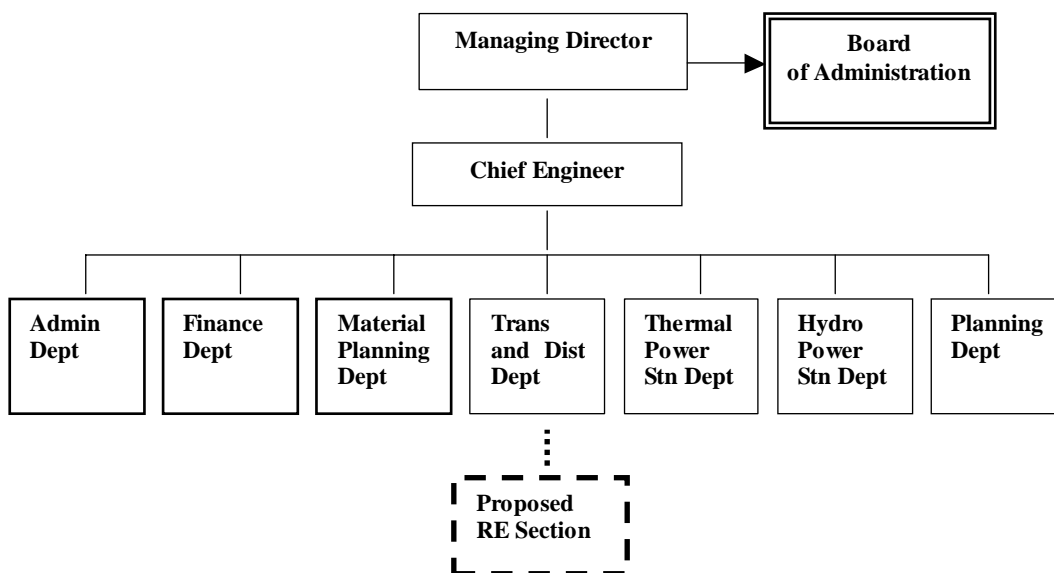 Managing Director
Board
of Administration
Chief Engineer
Admin
Dept
Finance
Dept
Material
Planning
Dept
Trans
and Dist
Dept
Thermal
Power
Stn Dept
Hydro
Power
Stn Dept
Planning
Dept
Proposed
RE Section